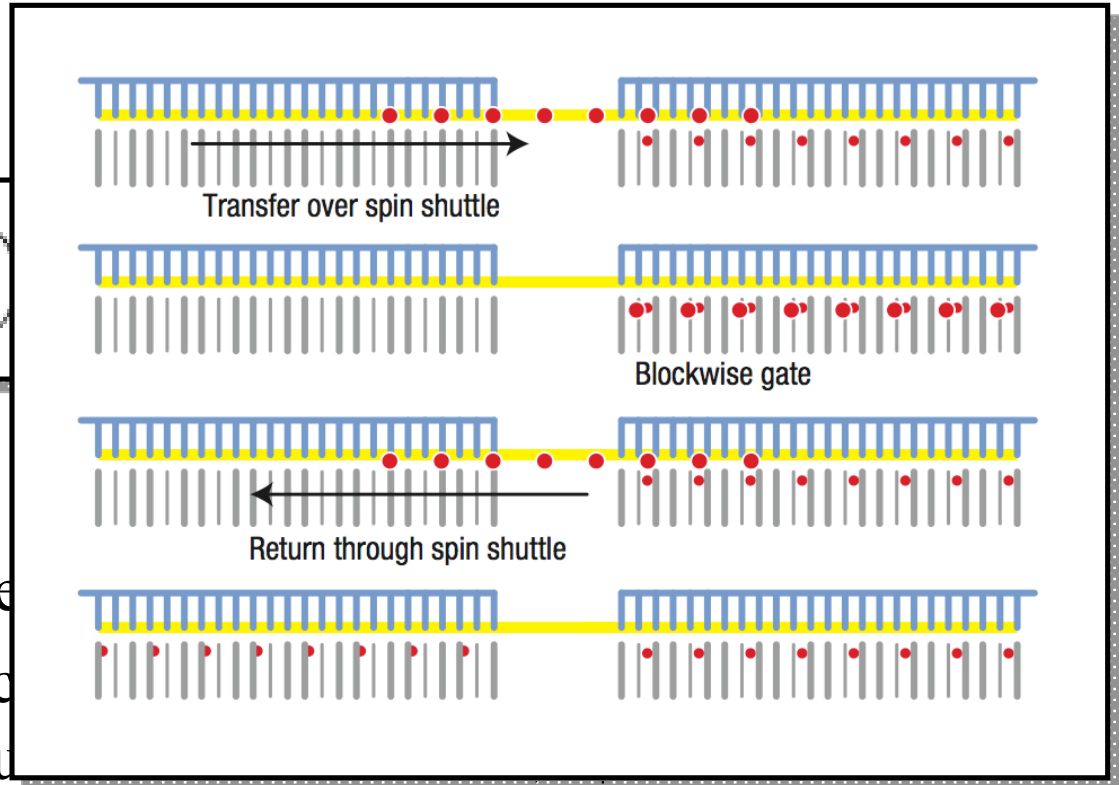 Transfer over spin shuttle
Blockwise gate
Return through spin shuttle